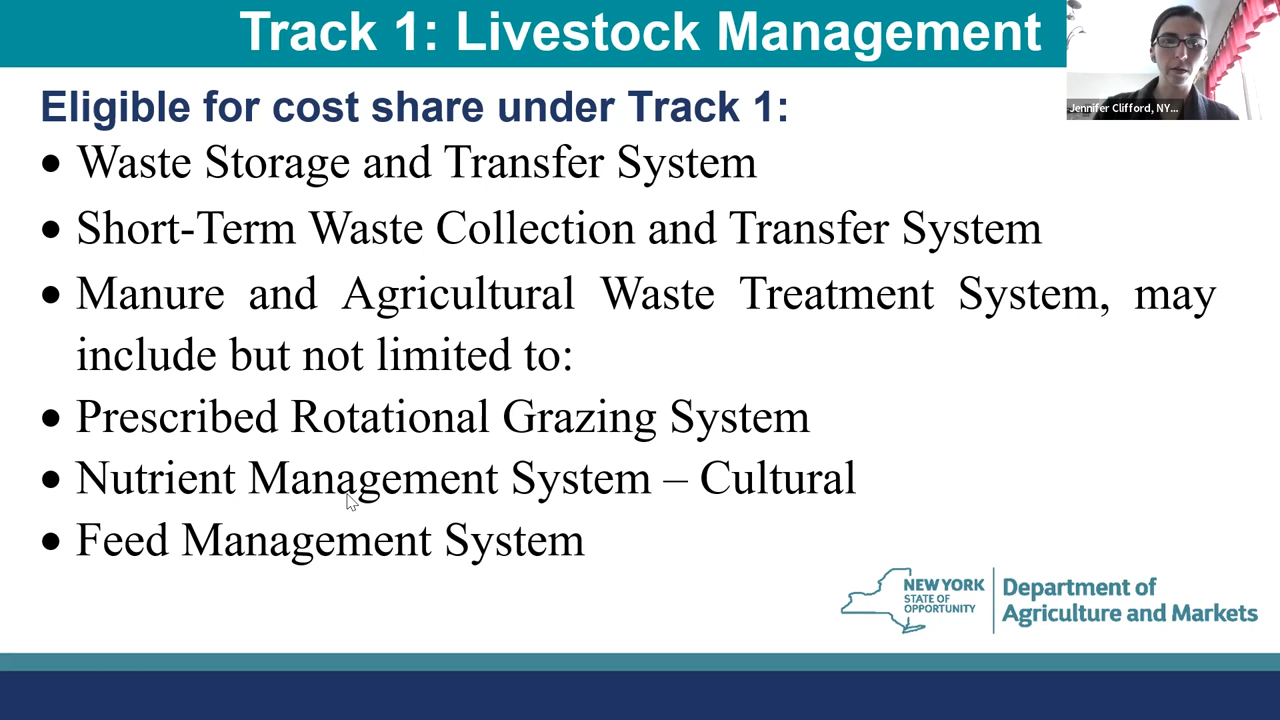 Track 1: Livestock Management
Jennifer Clifford, NY...
Eligible for cost share under Track 1:
• Waste Storage and Transfer System
• Short-Term Waste Collection and Transfer System
• Manure and Agricultural Waste Treatment System, may
include but not limited to:
• Prescribed Rotational Grazing System
• Nutrient Management System – Cultural
• Feed Management System
NEW YORK
STATE OF
OPPORTUNITY
Department of
Agriculture and Markets